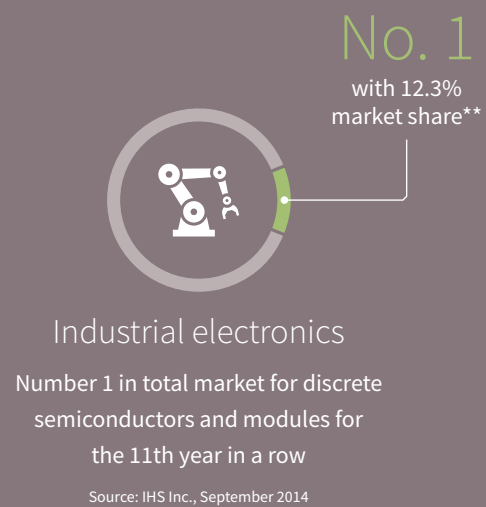 No. 1
with 12.3%
market share**
Industrial electronics
Number 1 in total market for discrete
semiconductors and modules for
the 11th year in a row
Source: IHS Inc., September 2014